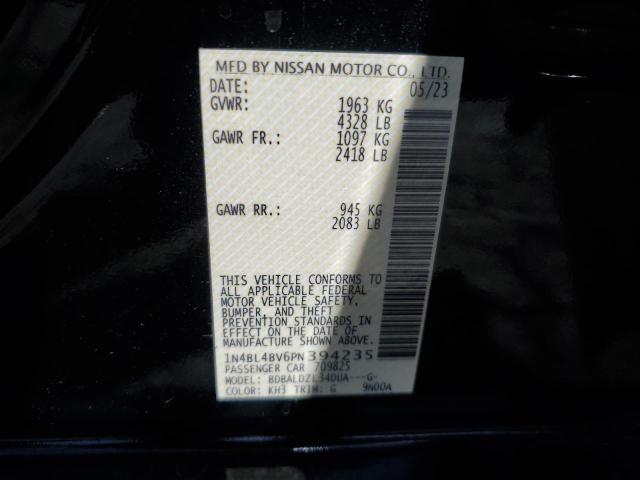 MFD BY NISSAN MOTOR CO., LTD.
DATE: 05/23
GVWR: 1963 KG
4328 LB
GAWR FR.: 1097 KG
2418 LB
GAWR RR.: 945 KG
2083 LB
THIS VEHICLE CONFORMS TO
ALL APPLICABLE FEDERAL
MOTOR VEHICLE SAFETY,
BUMPER, AND THEFT
PREVENTION STANDARDS IN
EFFECT ON THE DATE OF
MANUFACTURE SHOWN ABOVE.
1N4BL4BV6PN394235
PASSENGER CAR 709825
MODEL: BDBALDZL34DUA---G-
COLOR: KH3 TRIM: G 9N00A